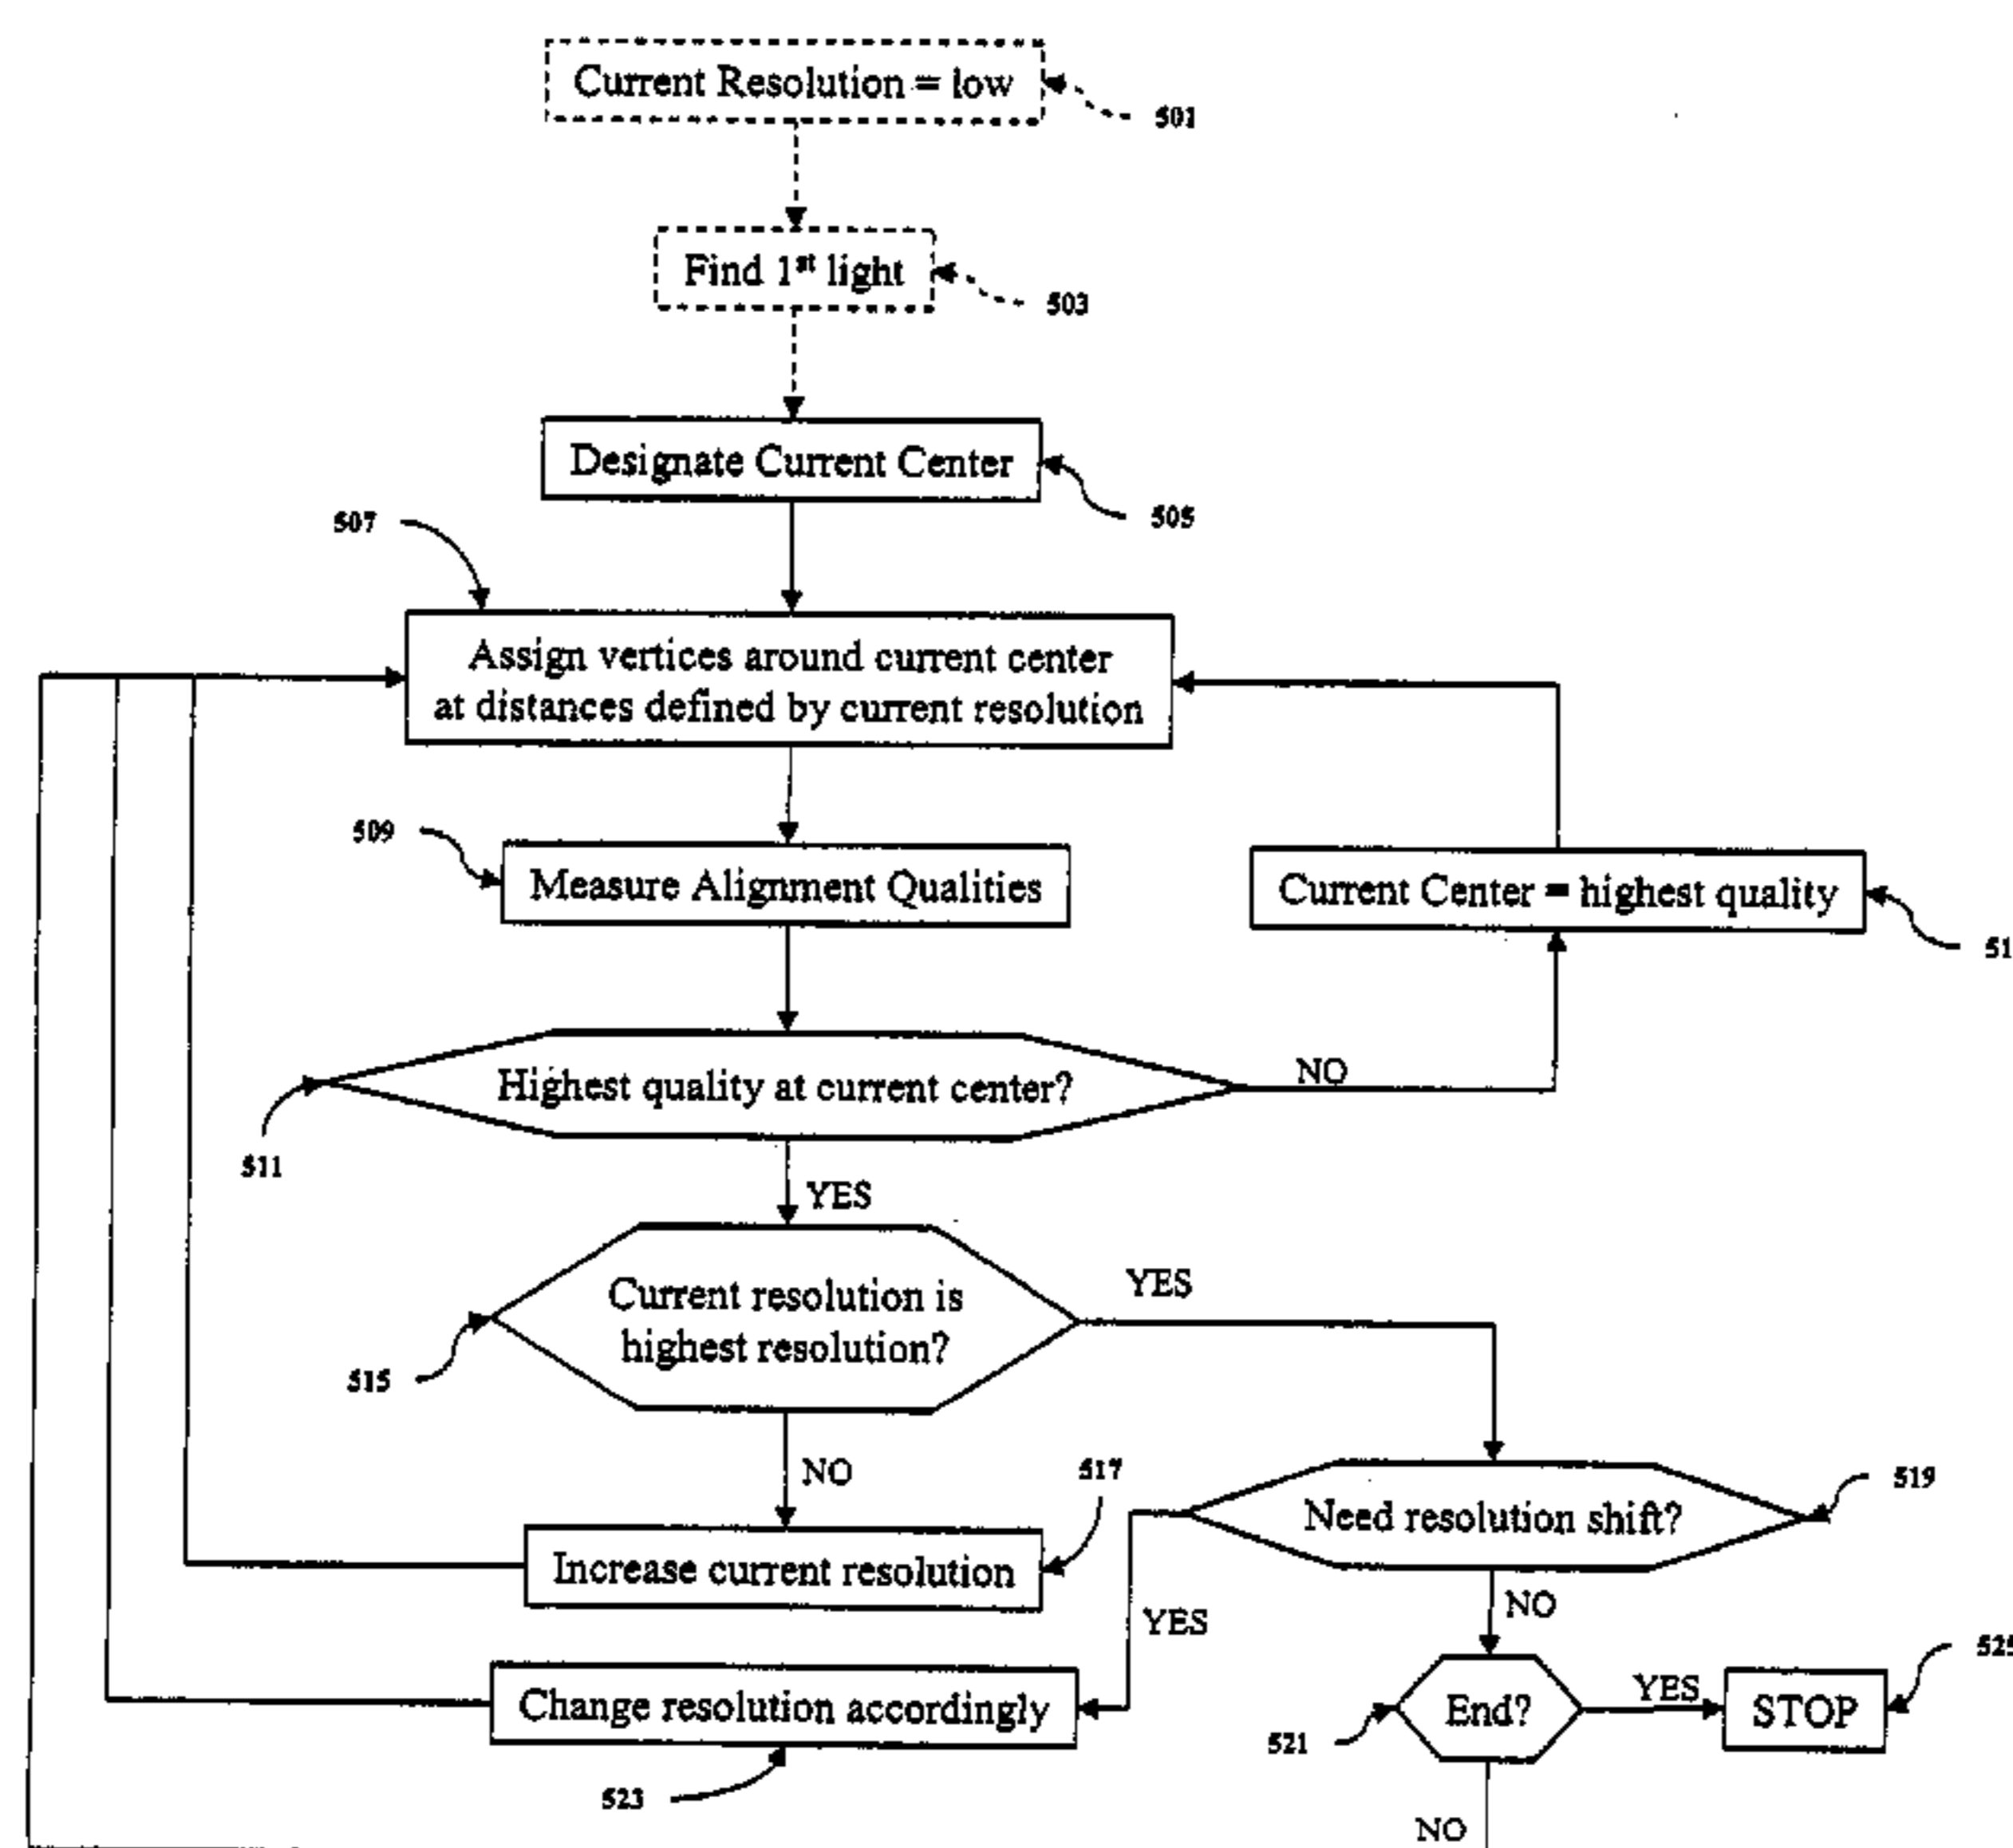 Current Resolution = low
501
Find 1st light
503
Designate Current Center
505
507
Assign vertices around current center
at distances defined by current resolution
509
Measure Alignment Qualities
Current Center = highest quality
51
Highest quality at current center?
NO
511
YES
Current resolution is
highest resolution?
YES
515
NO
517
519
Need resolution shift?
Increase current resolution
NO
YES
525
Change resolution accordingly
End?
YES
STOP
521
523
NO